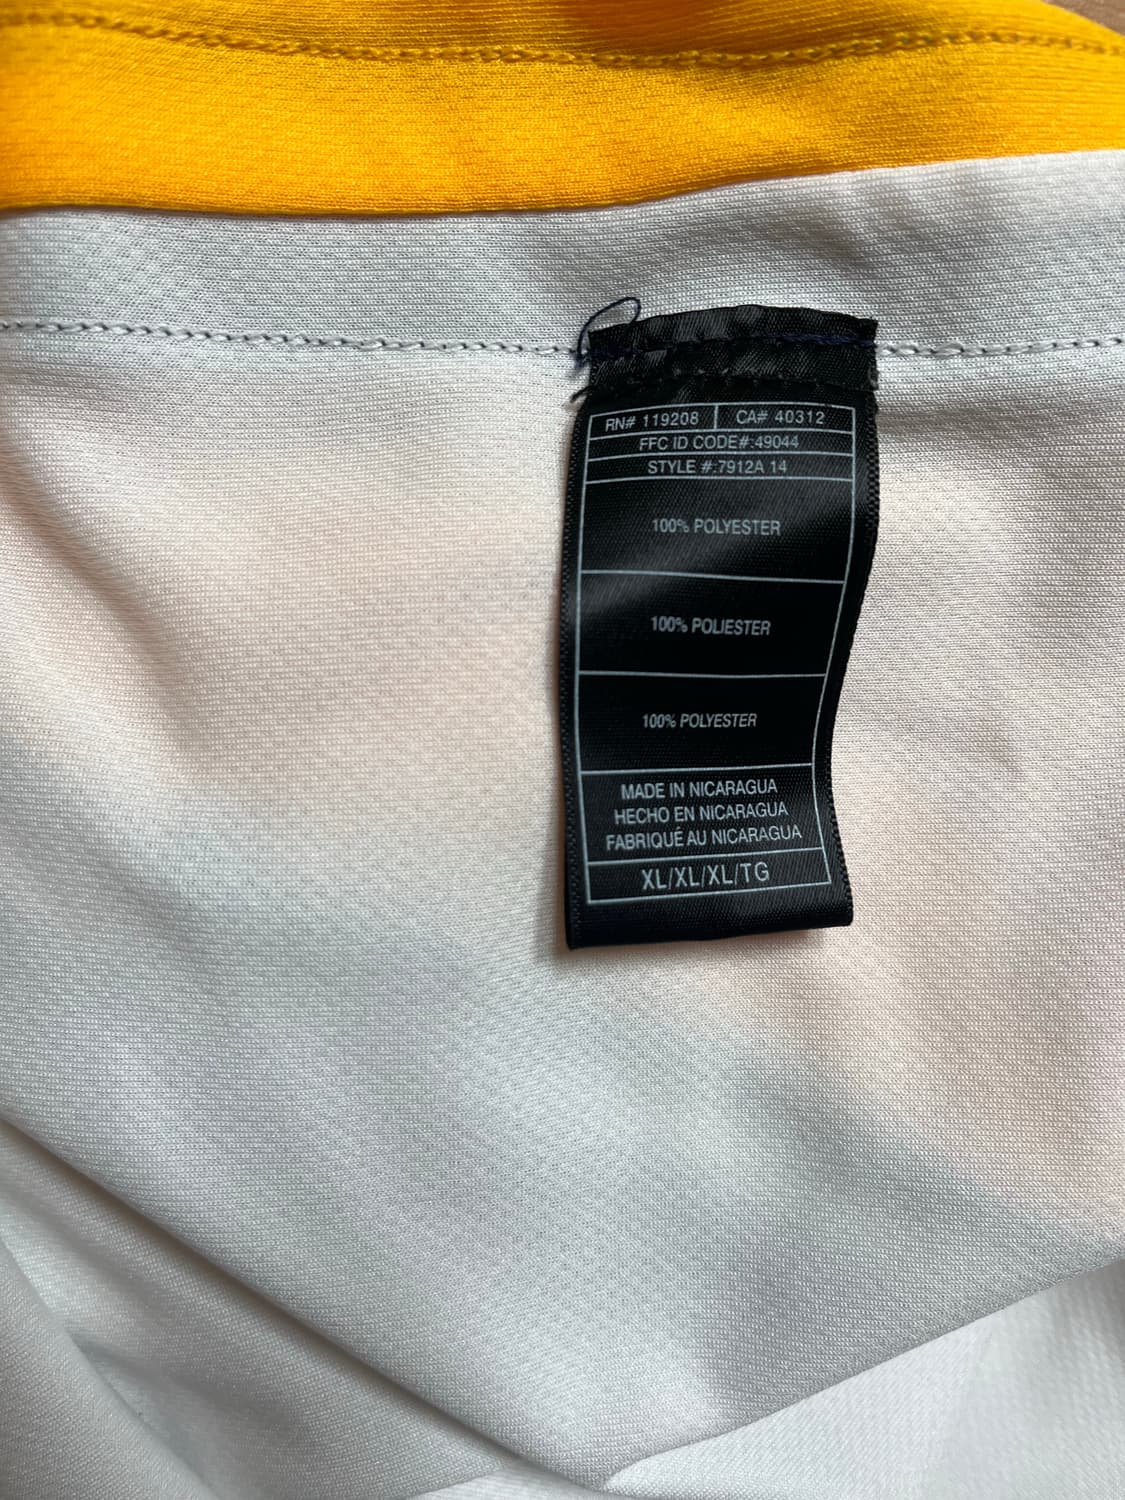 RN# 119208 CA# 40312
FFC ID CODE#:49044
STYLE #:7912A 14
100% POLYESTER
100% POLIESTER
100% POLYESTER
MADE IN NICARAGUA
HECHO EN NICARAGUA
FABRIQUÉ AU NICARAGUA
XL/XL/XL/TG